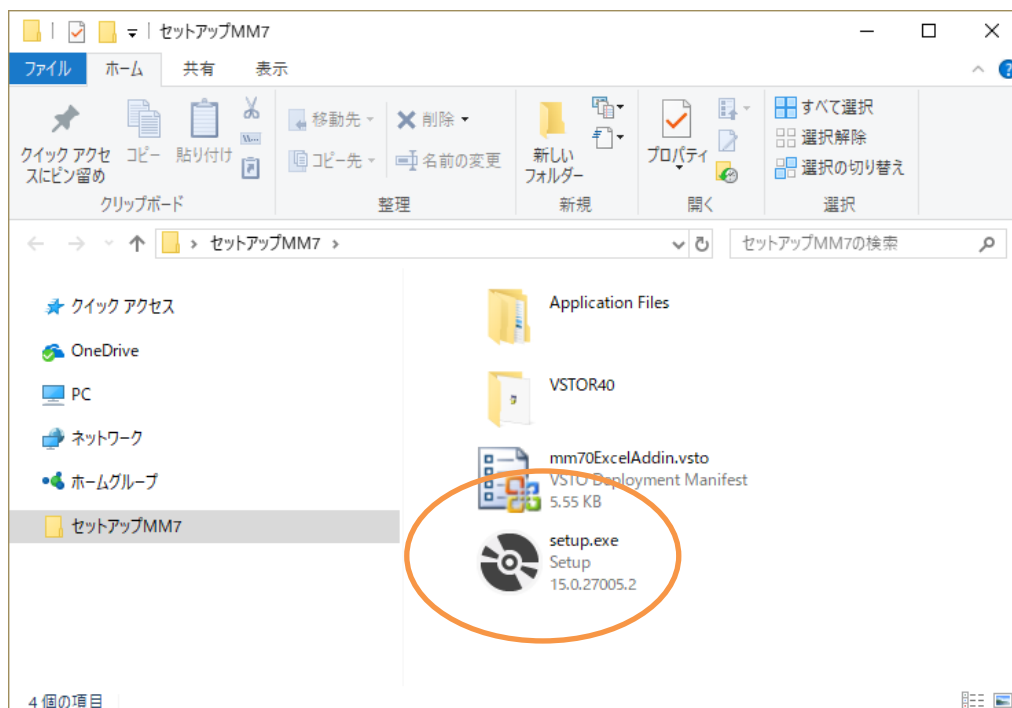 セットアップMM7
ファイル ホーム 共有 表示
クイック アクセスにピン留め
コピー
貼り付け
クリップボード
移動先
コピー先
削除
名前の変更
整理
新しい
フォルダー
新規
プロパティ
開く
すべて選択
選択解除
選択の切り替え
選択
セットアップMM7
セットアップMM7の検索
クイック アクセス
OneDrive
PC
ネットワーク
ホームグループ
セットアップMM7
Application Files
VSTOR40
mm70ExcelAddin.vsto
VSTO Deployment Manifest
5.55 KB
setup.exe
Setup
15.0.27005.2
4 個の項目